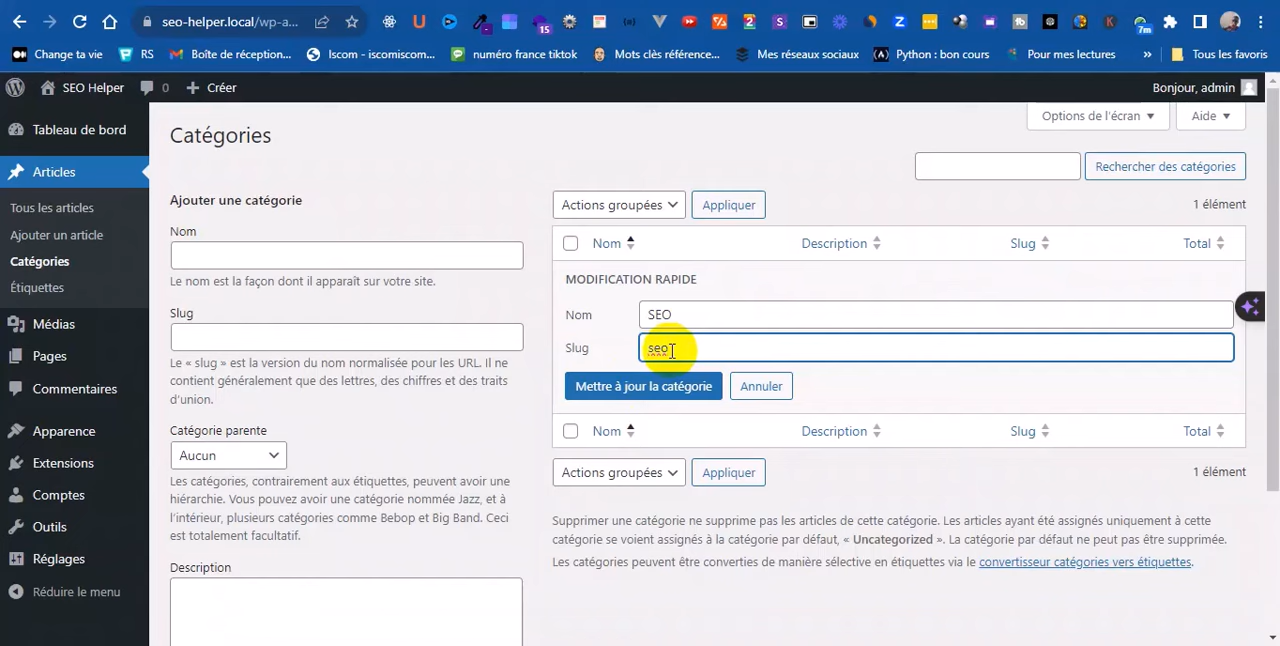 seo-helper.local/wp-a...
15
7m
Change ta vie
RS
Boîte de réception...
Iscom — iscomiscom...
numéro france tiktok
Mots clés référence...
Mes réseaux sociaux
Python : bon cours
Pour mes lectures
»
Tous les favoris
SEO Helper
0
Créer
Bonjour, admin
Tableau de bord
Articles
Tous les articles
Ajouter un article
Catégories
Étiquettes
Médias
Pages
Commentaires
Apparence
Extensions
Comptes
Outils
Réglages
Réduire le menu
Catégories
Options de l'écran
Aide
Rechercher des catégories
Ajouter une catégorie
Nom
Le nom est la façon dont il apparaît sur votre site.
Slug
Le « slug » est la version du nom normalisée pour les URL. Il ne
contient généralement que des lettres, des chiffres et des traits
d'union.
Catégorie parente
Aucun
Les catégories, contrairement aux étiquettes, peuvent avoir une
hiérarchie. Vous pouvez avoir une catégorie nommée Jazz, et à
l'intérieur, plusieurs catégories comme Bebop et Big Band. Ceci
est totalement facultatif.
Description
Actions groupées
Appliquer
1 élément
Nom
Description
Slug
Total
MODIFICATION RAPIDE
Nom
SEO
Slug
seo
Mettre à jour la catégorie
Annuler
Nom
Description
Slug
Total
Actions groupées
Appliquer
1 élément
Supprimer une catégorie ne supprime pas les articles de cette catégorie. Les articles ayant été assignés uniquement à cette
catégorie se voient assignés à la catégorie par défaut, « Uncategorized ». La catégorie par défaut ne peut pas être supprimée.
Les catégories peuvent être converties de manière sélective en étiquettes via le convertisseur catégories vers étiquettes.